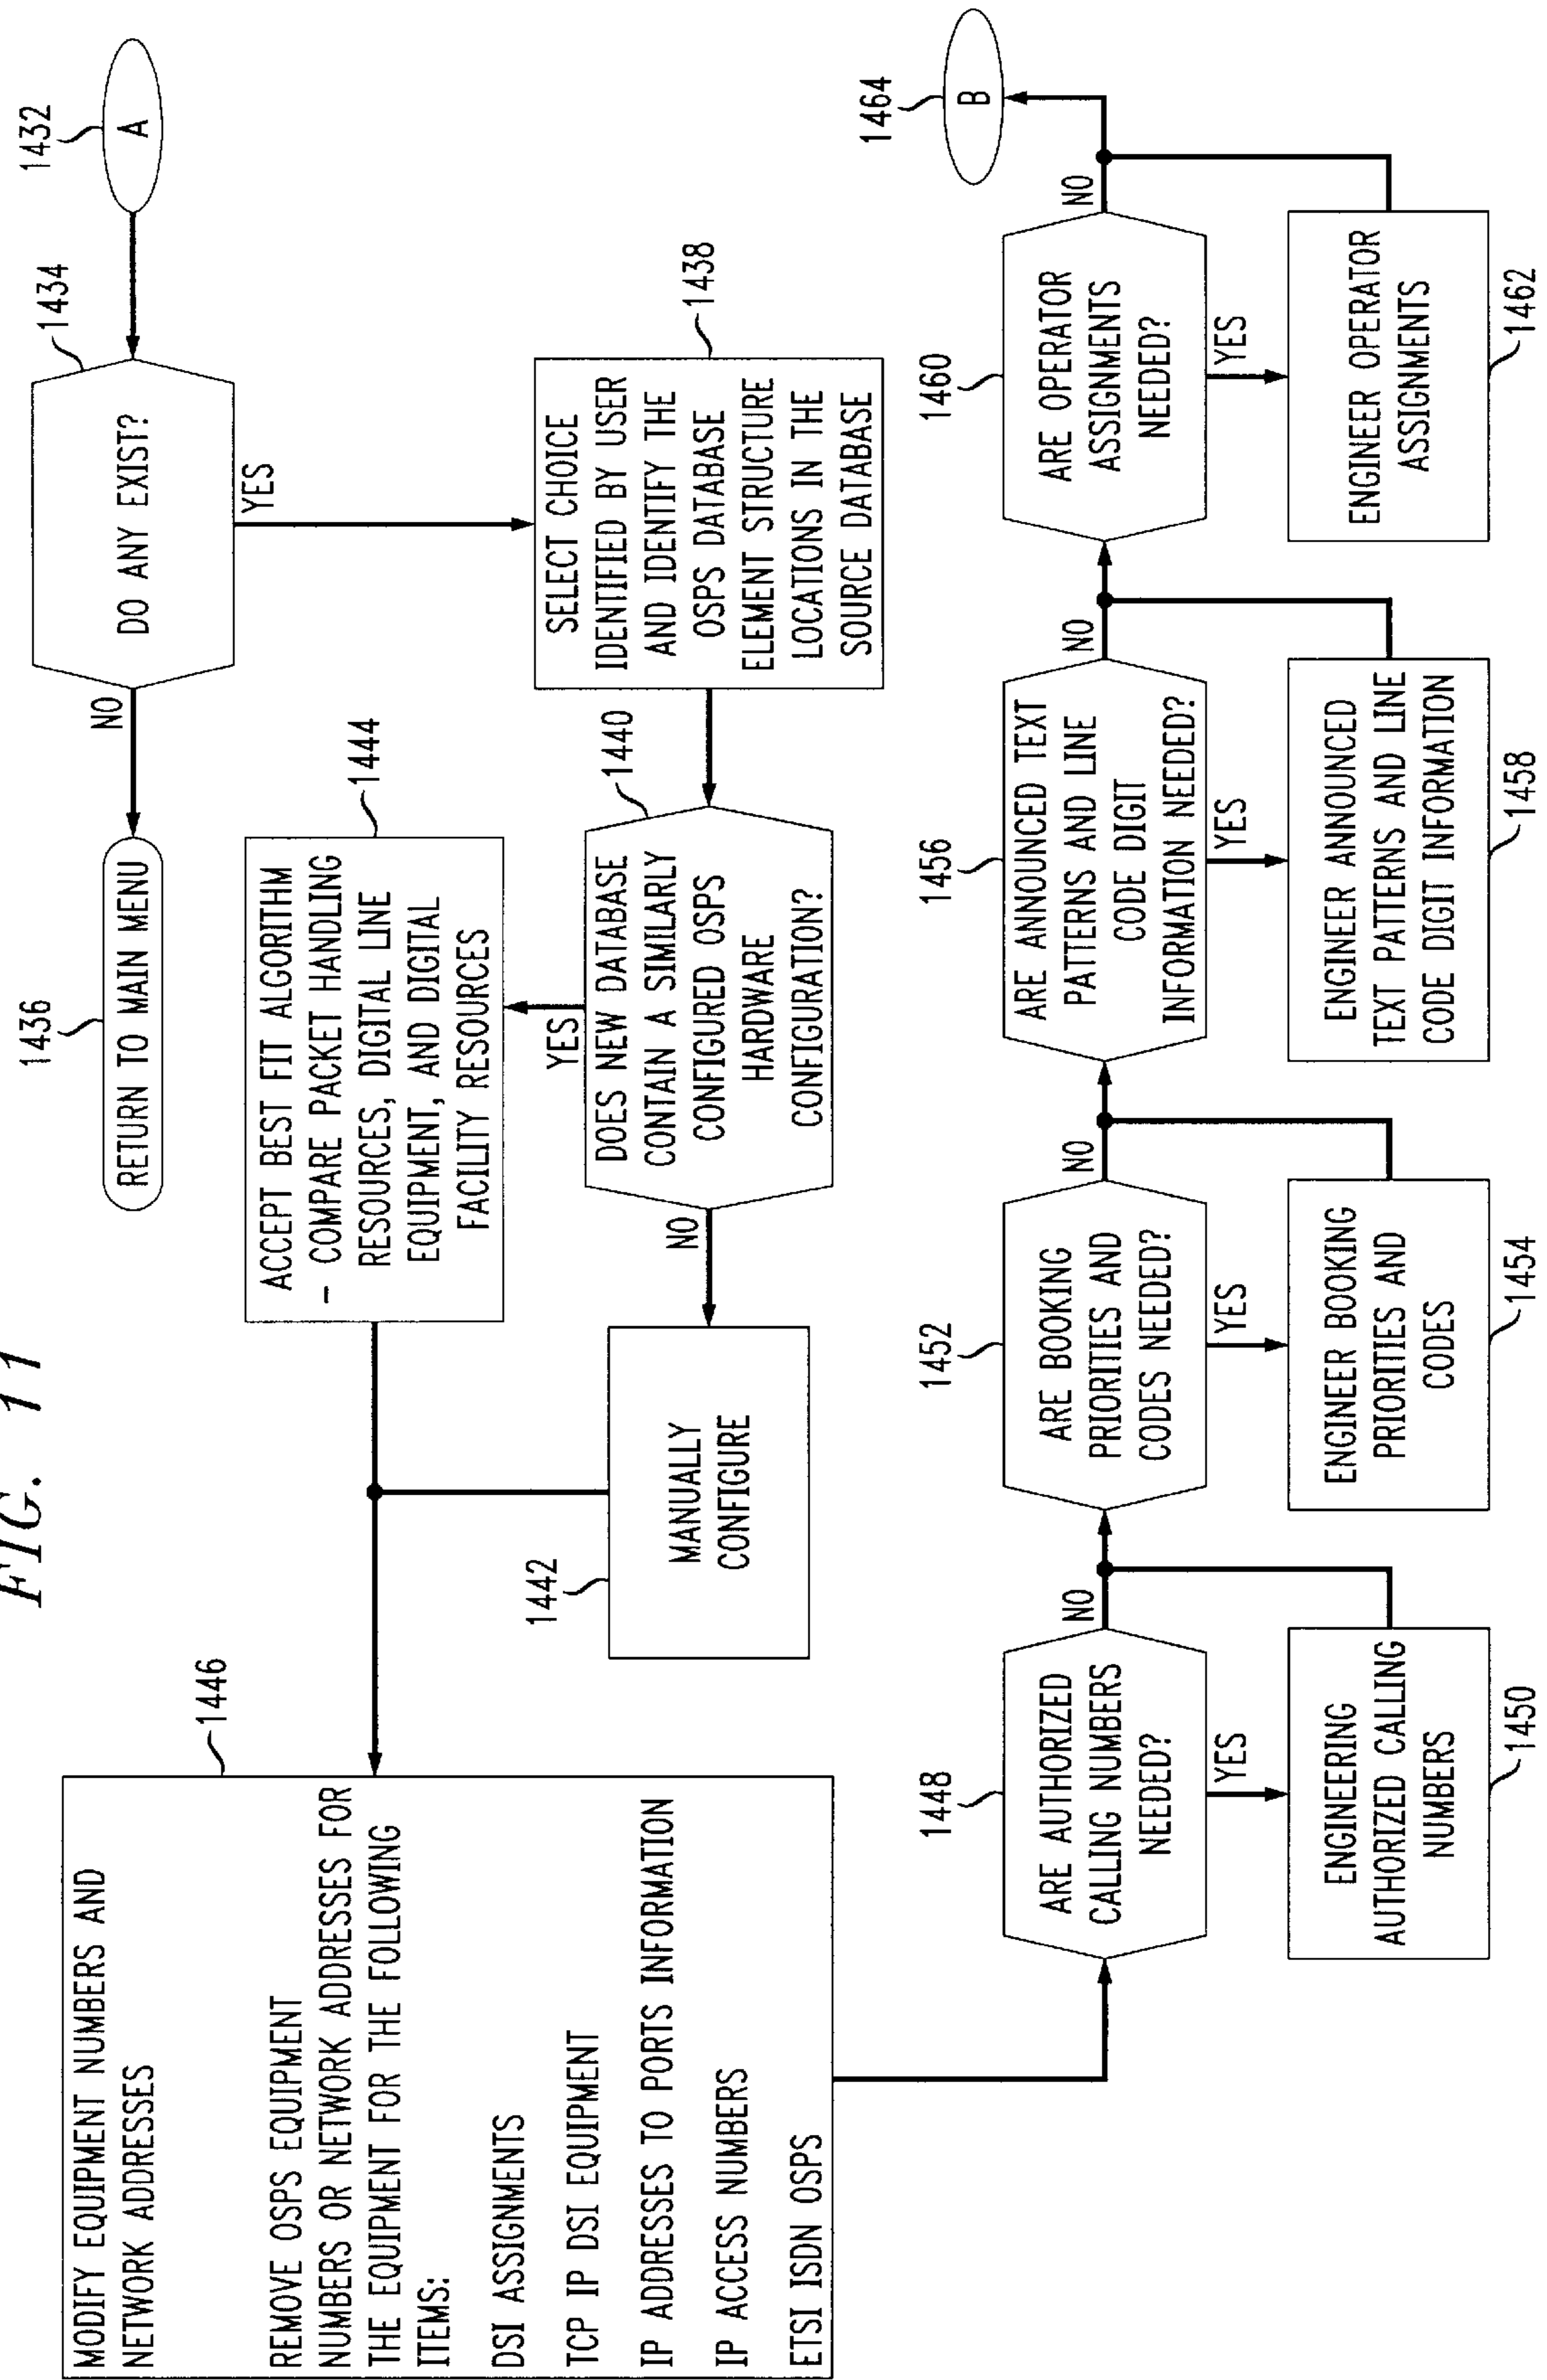 FIG. 11
1432
A
1434
DO ANY EXIST?
NO
YES
1436
RETURN TO MAIN MENU
1438
SELECT CHOICE
IDENTIFIED BY USER
AND IDENTIFY THE
OSPS DATABASE
ELEMENT STRUCTURE
LOCATIONS IN THE
SOURCE DATABASE
1440
DOES NEW DATABASE
CONTAIN A SIMILARLY
CONFIGURED OSPS
HARDWARE
CONFIGURATION?
YES
NO
1444
ACCEPT BEST FIT ALGORITHM
- COMPARE PACKET HANDLING
RESOURCES, DIGITAL LINE
EQUIPMENT, AND DIGITAL
FACILITY RESOURCES
1442
MANUALLY
CONFIGURE
1446
MODIFY EQUIPMENT NUMBERS AND
NETWORK ADDRESSES
REMOVE OSPS EQUIPMENT
NUMBERS OR NETWORK ADDRESSES FOR
THE EQUIPMENT FOR THE FOLLOWING
ITEMS:
DSI ASSIGNMENTS
TCP IP DSI EQUIPMENT
IP ADDRESSES TO PORTS INFORMATION
IP ACCESS NUMBERS
ETSI ISDN OSPS
1448
ARE AUTHORIZED
CALLING NUMBERS
NEEDED?
NO
YES
ENGINEERING
AUTHORIZED CALLING
NUMBERS
1450
1452
ARE BOOKING
PRIORITIES AND
CODES NEEDED?
NO
YES
ENGINEER BOOKING
PRIORITIES AND
CODES
1454
1456
ARE ANNOUNCED TEXT
PATTERNS AND LINE
CODE DIGIT
INFORMATION NEEDED?
NO
YES
ENGINEER ANNOUNCED
TEXT PATTERNS AND LINE
CODE DIGIT INFORMATION
1458
1460
ARE OPERATOR
ASSIGNMENTS
NEEDED?
NO
YES
ENGINEER OPERATOR
ASSIGNMENTS
1462
1464
B